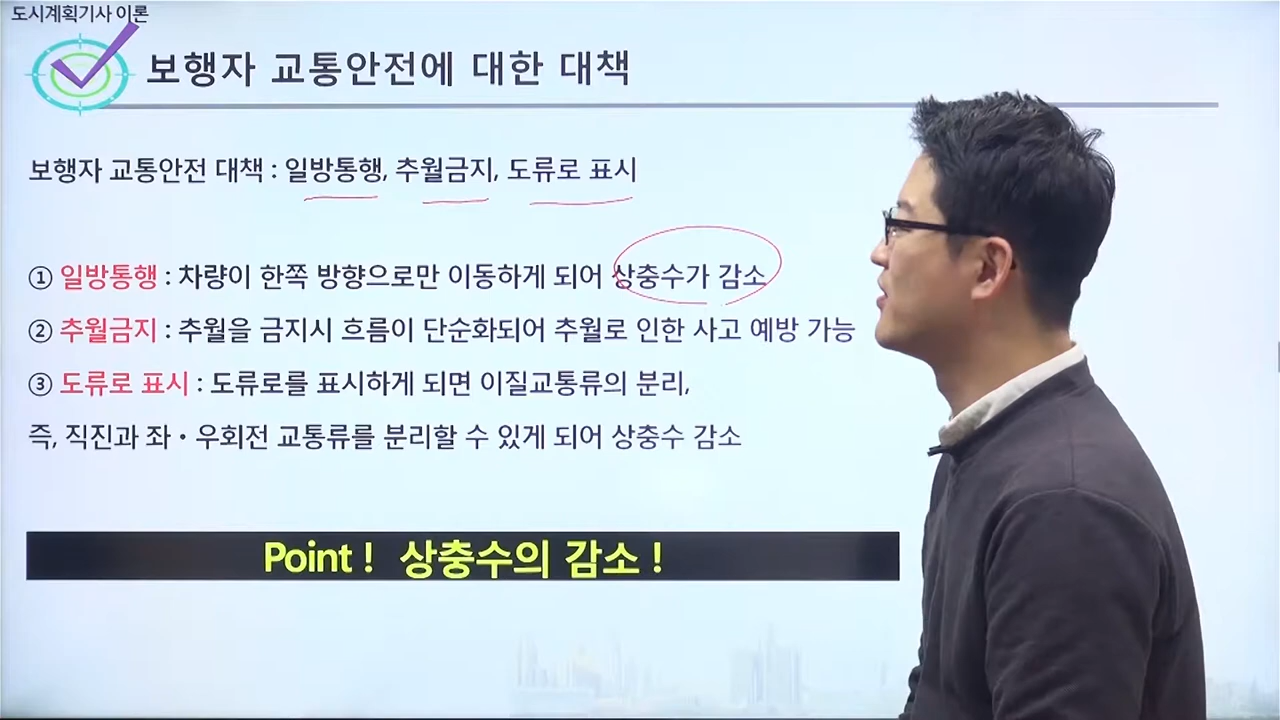 도시계획기사 이론
보행자 교통안전에 대한 대책
보행자 교통안전 대책 : 일방통행, 추월금지, 도류로 표시
① 일방통행 : 차량이 한쪽 방향으로만 이동하게 되어 상충수가 감소
② 추월금지 : 추월을 금지시 흐름이 단순화되어 추월로 인한 사고 예방 가능
③ 도류로 표시 : 도류로를 표시하게 되면 이질교통류의 분리,
즉, 직진과 좌・우회전 교통류를 분리할 수 있게 되어 상충수 감소
Point ! 상충수의 감소 !